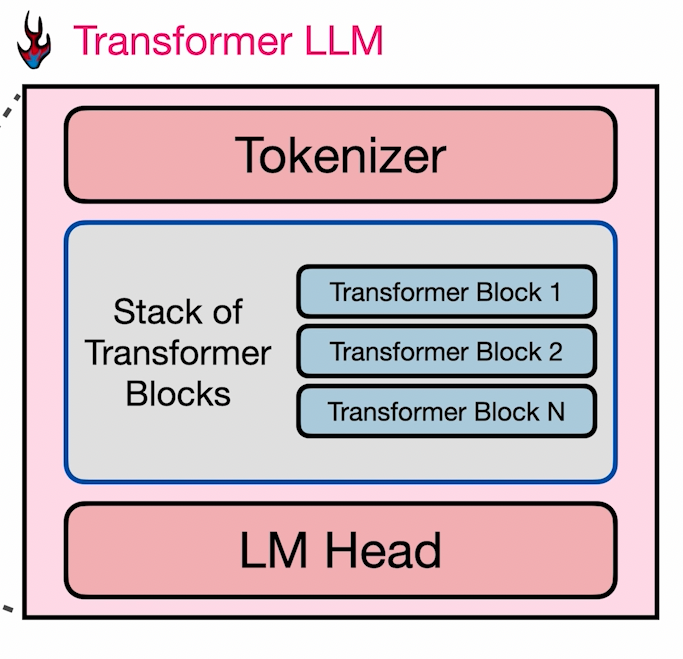 Transformer LLM
Tokenizer
Stack of
Transformer
Blocks
Transformer Block 1
Transformer Block 2
Transformer Block N
LM Head